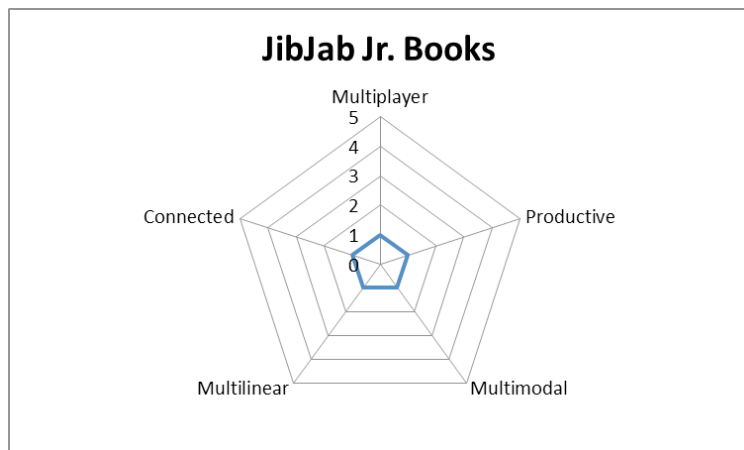 JibJab Jr. Books
Multiplayer
5
4
3
2
1
0
Connected
Productive
Multilinear
Multimodal